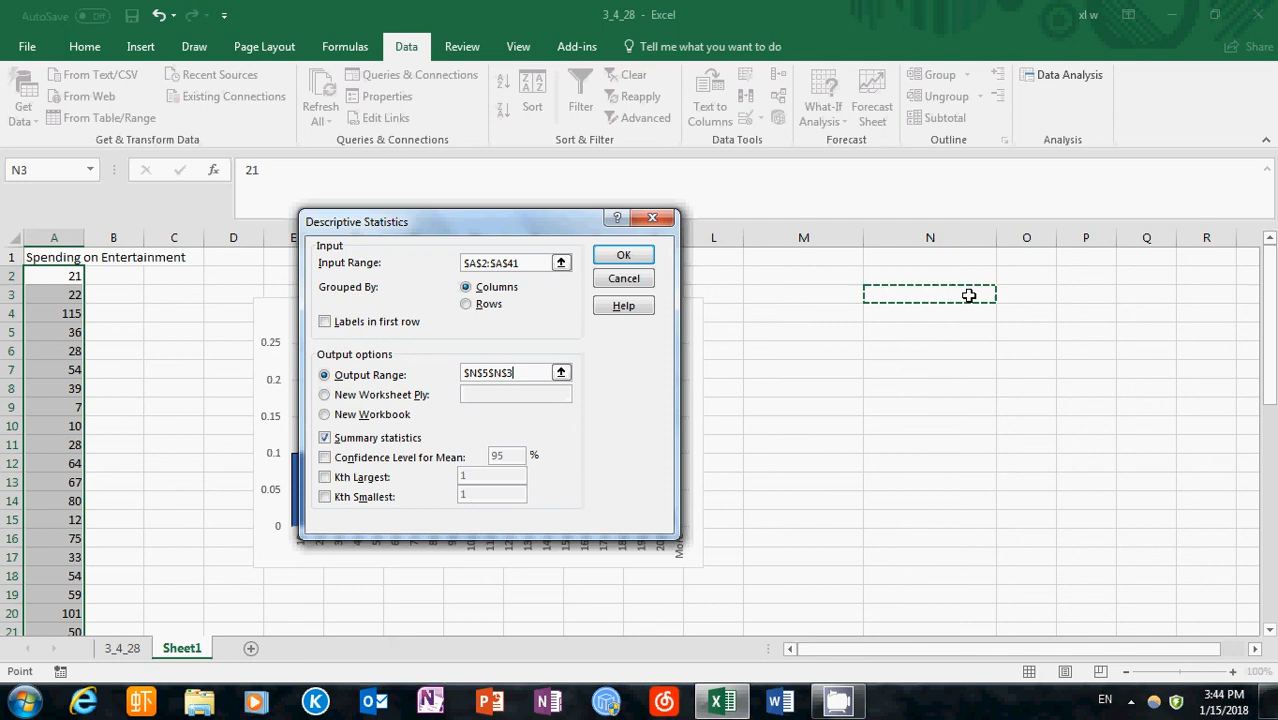 AutoSave Off 3_4_28 - Excel xl w
File Home Insert Draw Page Layout Formulas Data Review View Add-ins Tell me what you want to do Share
Get Data From Text/CSV From Web From Table/Range Recent Sources Existing Connections
Refresh All Queries & Connections Properties Edit Links
Sort Filter Clear Reapply Advanced
Text to Columns What-If Analysis Forecast Sheet
Group Ungroup Subtotal Data Analysis
Get & Transform Data Queries & Connections Sort & Filter Data Tools Forecast Outline Analysis
N3 fx 21
Descriptive Statistics
Input
Input Range: $A$2:$A$41 OK
Grouped By: Columns Cancel
Rows Help
Labels in first row
Output options
Output Range: $N$5$N$3
New Worksheet Ply:
New Workbook
Summary statistics
Confidence Level for Mean: 95 %
Kth Largest: 1
Kth Smallest: 1
A B C D E L M N O P Q R
1 Spending on Entertainment
2 21
3 22
4 115
5 36
6 28
7 54
8 39
9 7
10 10
11 28
12 64
13 67
14 80
15 12
16 75
17 33
18 54
19 59
20 101
21 50
0.25
0.2
0.15
0.1
0.05
0
3_4_28 Sheet1
Point 100%
EN 3:44 PM
1/15/2018